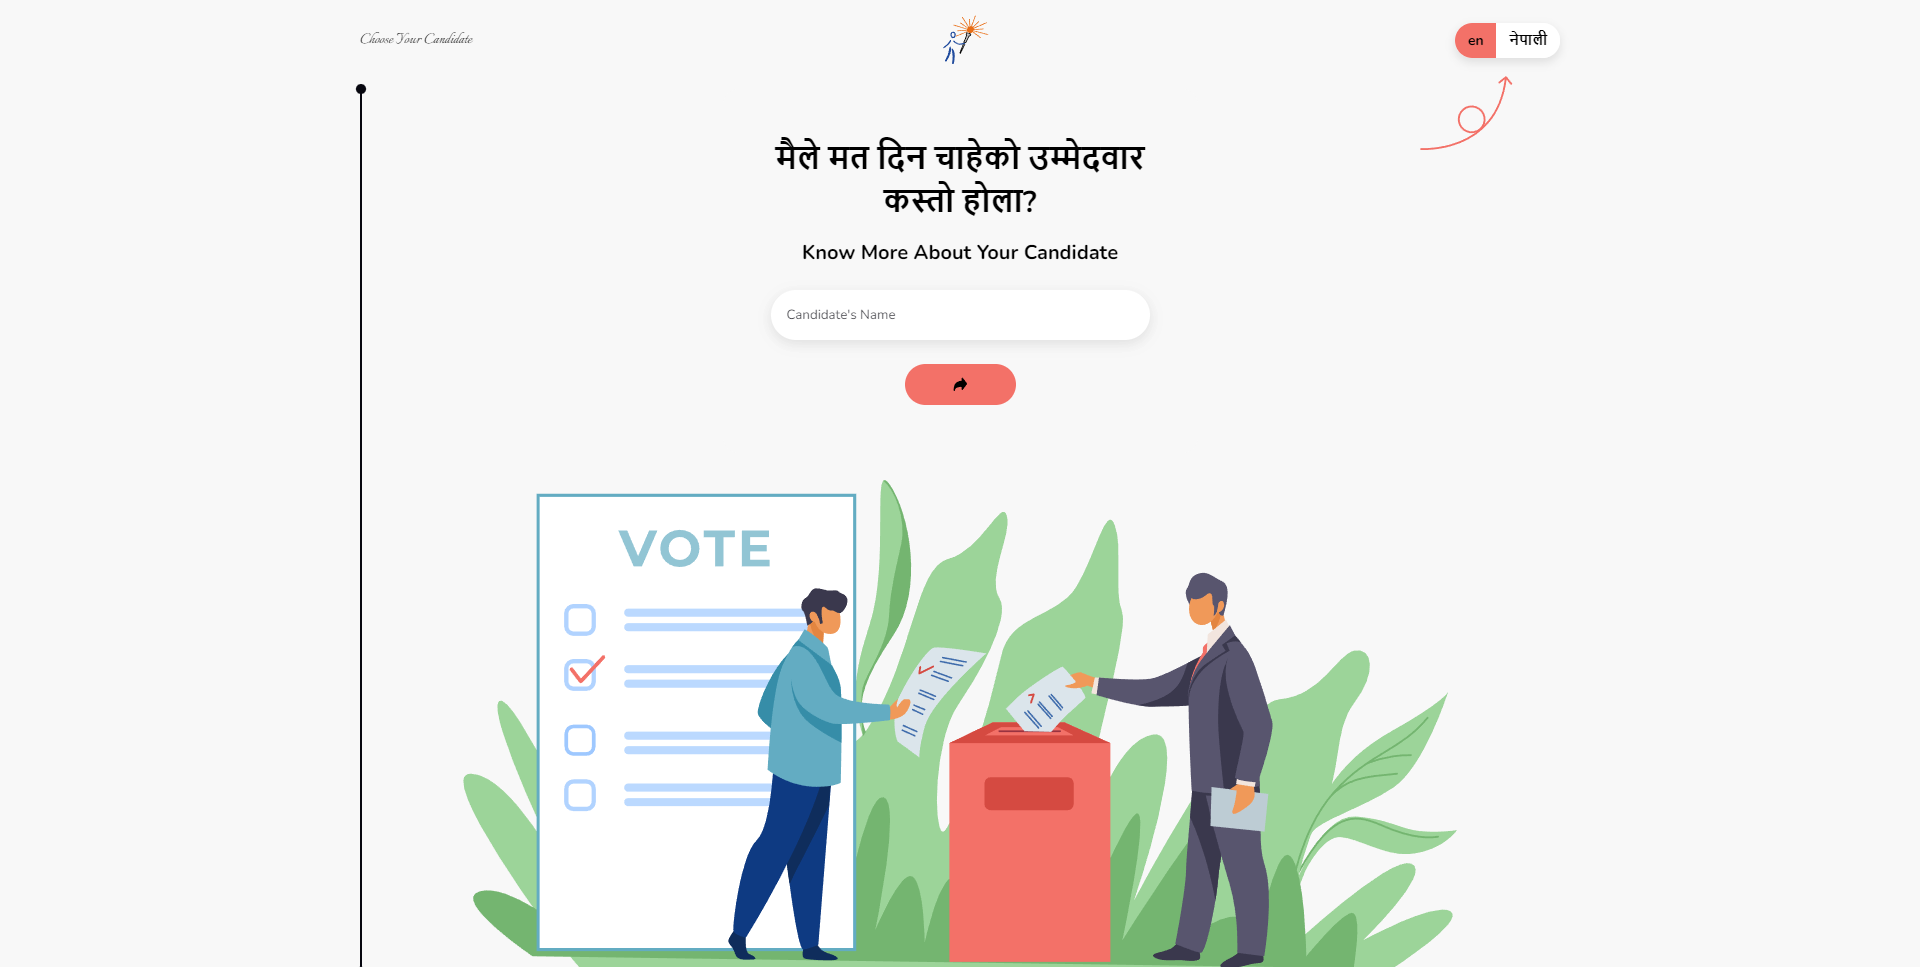 Choose Your Candidate
en
नेपाली
मैले मत दिन चाहेको उम्मेदवार
कस्तो होला?
Know More About Your Candidate
Candidate's Name
VOTE